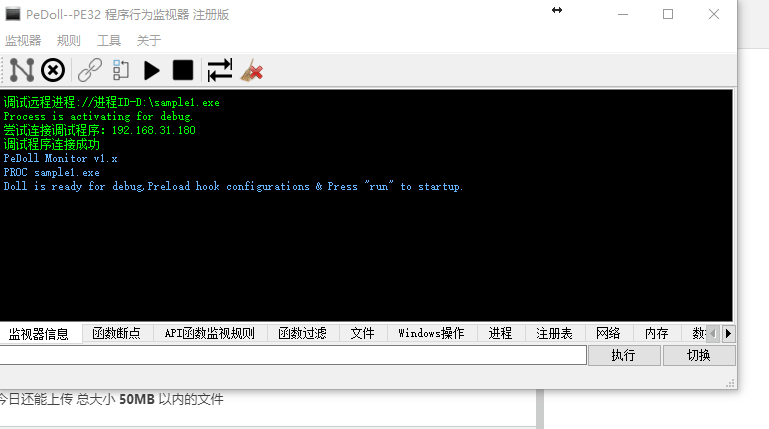 PeDoll--PE32 程序行为监视器 注册版
监视器 规则 工具 关于
调试远程进程://进程ID-D:\sample1.exe
Process is activating for debug.
尝试连接调试程序: 192.168.31.180
调试程序连接成功
PeDoll Monitor v1.x
PROC sample1.exe
Doll is ready for debug,Preload hook configurations & Press "run" to startup.
监视器信息 函数断点 API函数监视规则 函数过滤 文件 Windows操作 进程 注册表 网络 内存 数
执行 切换
今日还能上传 总大小 50MB 以内的文件